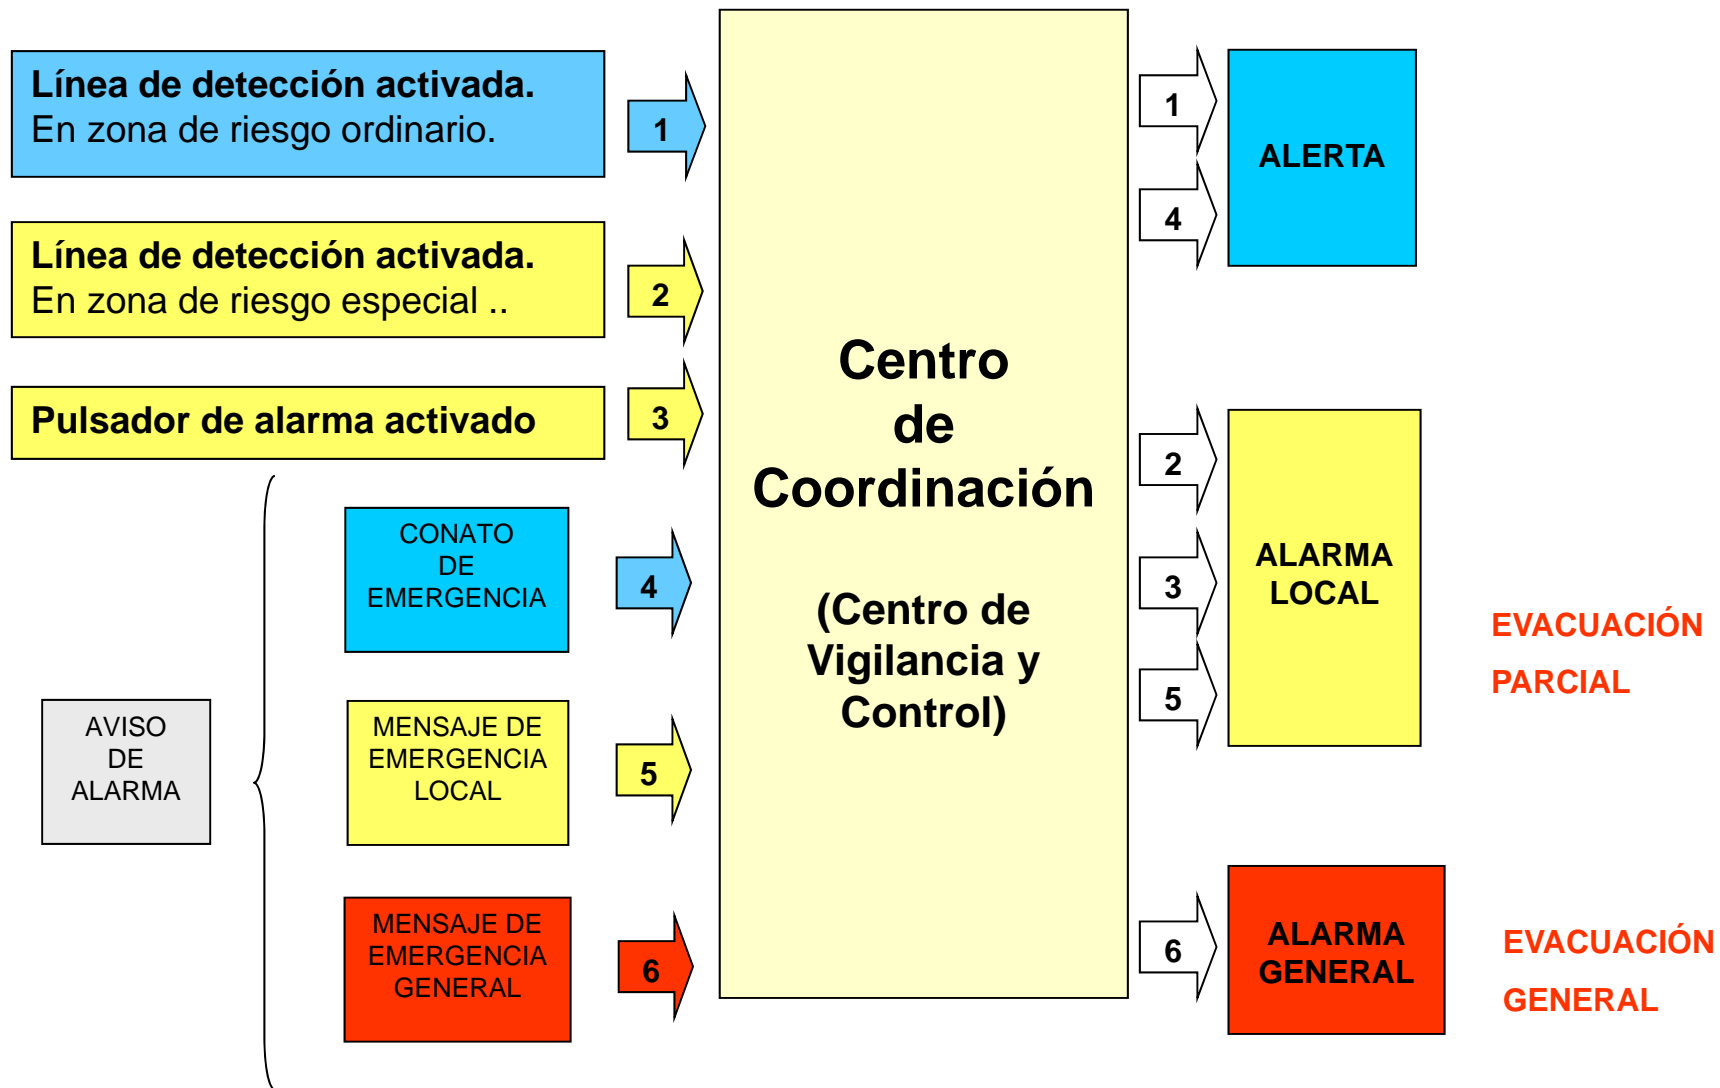 Línea de detección activada.
En zona de riesgo ordinario.
1
Línea de detección activada.
En zona de riesgo especial ..
2
Pulsador de alarma activado
3
AVISO
DE
ALARMA
CONATO
DE
EMERGENCIA
4
MENSAJE DE
EMERGENCIA
LOCAL
5
MENSAJE DE
EMERGENCIA
GENERAL
6
Centro
de
Coordinación
(Centro de
Vigilancia y
Control)
1
4
ALERTA
2
3
5
ALARMA
LOCAL
EVACUACIÓN
PARCIAL
6
ALARMA
GENERAL
EVACUACIÓN
GENERAL